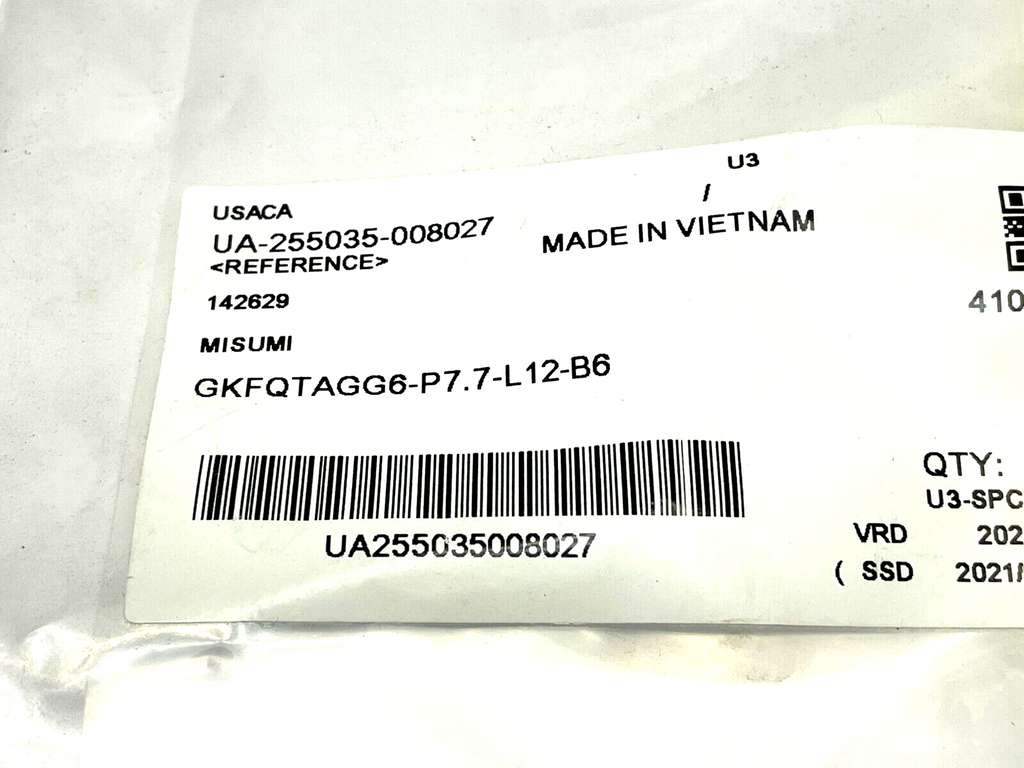 U3
USACA
/
UA-255035-008027
MADE IN VIETNAM
<REFERENCE>
142629
410
MISUMI
GKFQTAGG6-P7.7-L12-B6
QTY:
U3-SPC
UA255035008027
VRD 202
( SSD 2021/